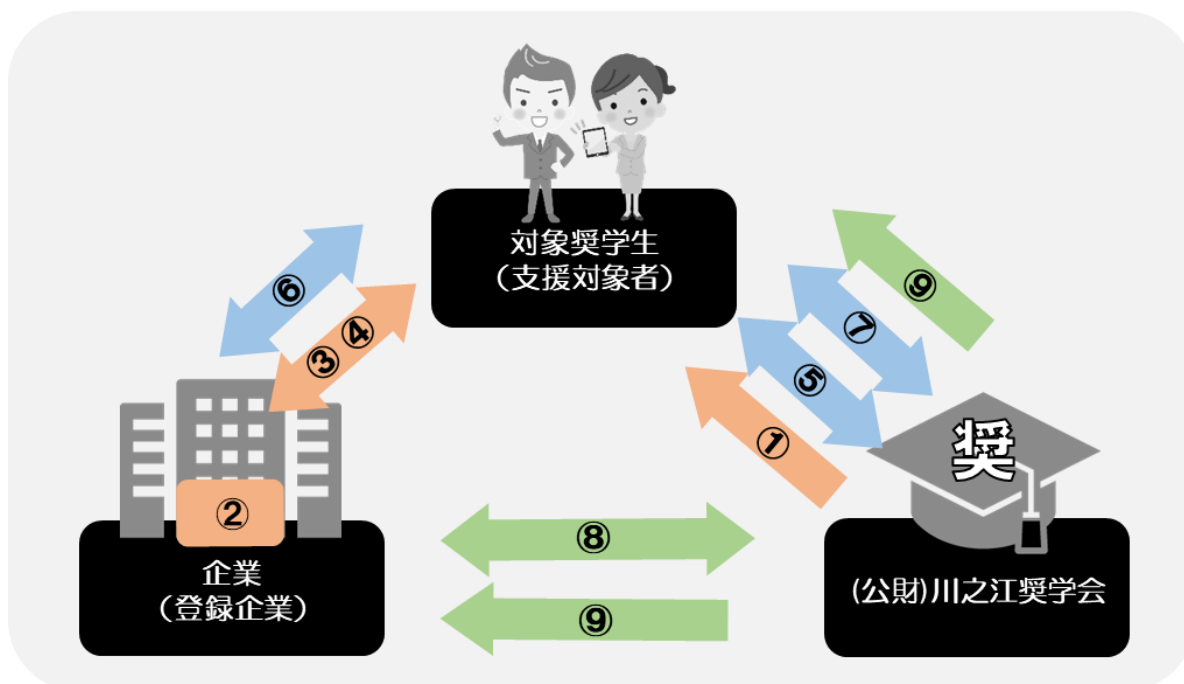 対象奨学生
（支援対象者）
⑥
③④
⑨
⑦
⑤
①
奨
②
企業
（登録企業）
⑧
⑨
(公財)川之江奨学会